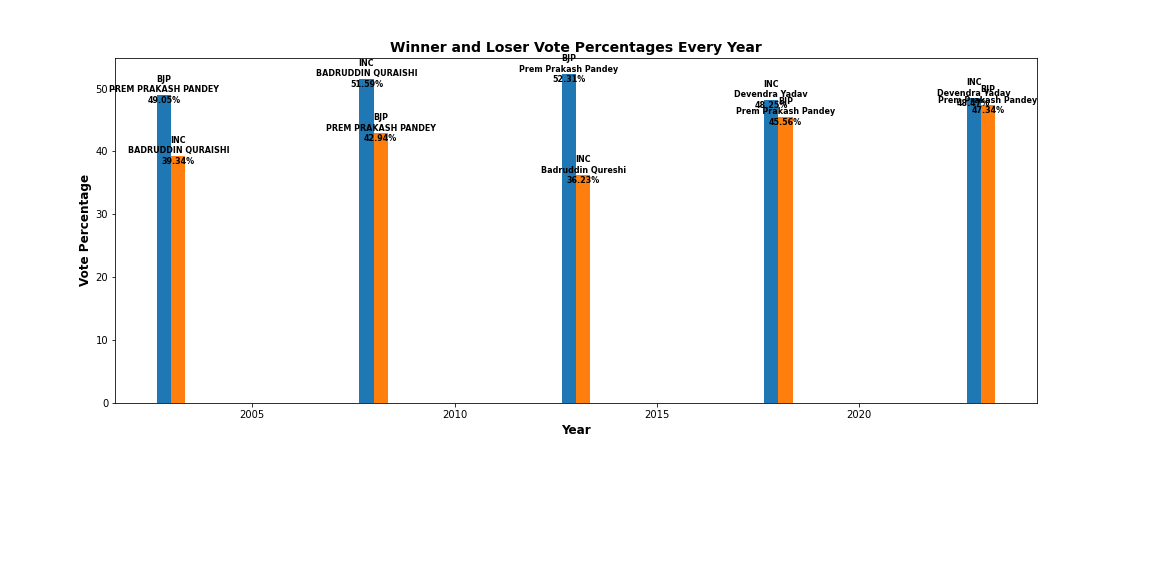 Winner and Loser Vote Percentages Every Year
BJP
PREM PRAKASH PANDEY
49.05%
INC
BADRUDDIN QURAISHI
39.34%
INC
BADRUDDIN QURAISHI
51.59%
BJP
PREM PRAKASH PANDEY
42.94%
BJP
Prem Prakash Pandey
52.31%
INC
Badruddin Qureshi
36.23%
INC
Devendra Yadav
BJP
Prem Prakash Pandey
45.56%
INC
Devendra Yadav
BJP
Prem Prakash Pandey
47.34%
50
40
30
20
10
0
Vote Percentage
2005
2010
2015
2020
Year